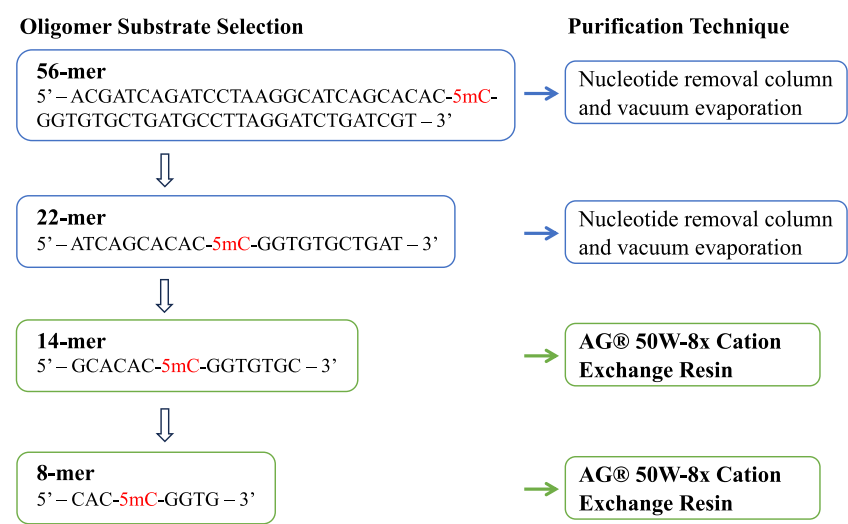 Oligomer Substrate Selection
Purification Technique
56-mer
5’ – ACGATCAGATCCTAAGGCATCAGCACAC-5mC-
GGTGTGCTGATGCCTTAGGATCTGATCGT – 3’
Nucleotide removal column
and vacuum evaporation
22-mer
5’ – ATCAGCACAC-5mC-GGTGTGCTGAT – 3’
Nucleotide removal column
and vacuum evaporation
14-mer
5’ – GCACAC-5mC-GGTGTGC – 3’
AG® 50W-8x Cation
Exchange Resin
8-mer
5’ – CAC-5mC-GGTG – 3’
AG® 50W-8x Cation
Exchange Resin